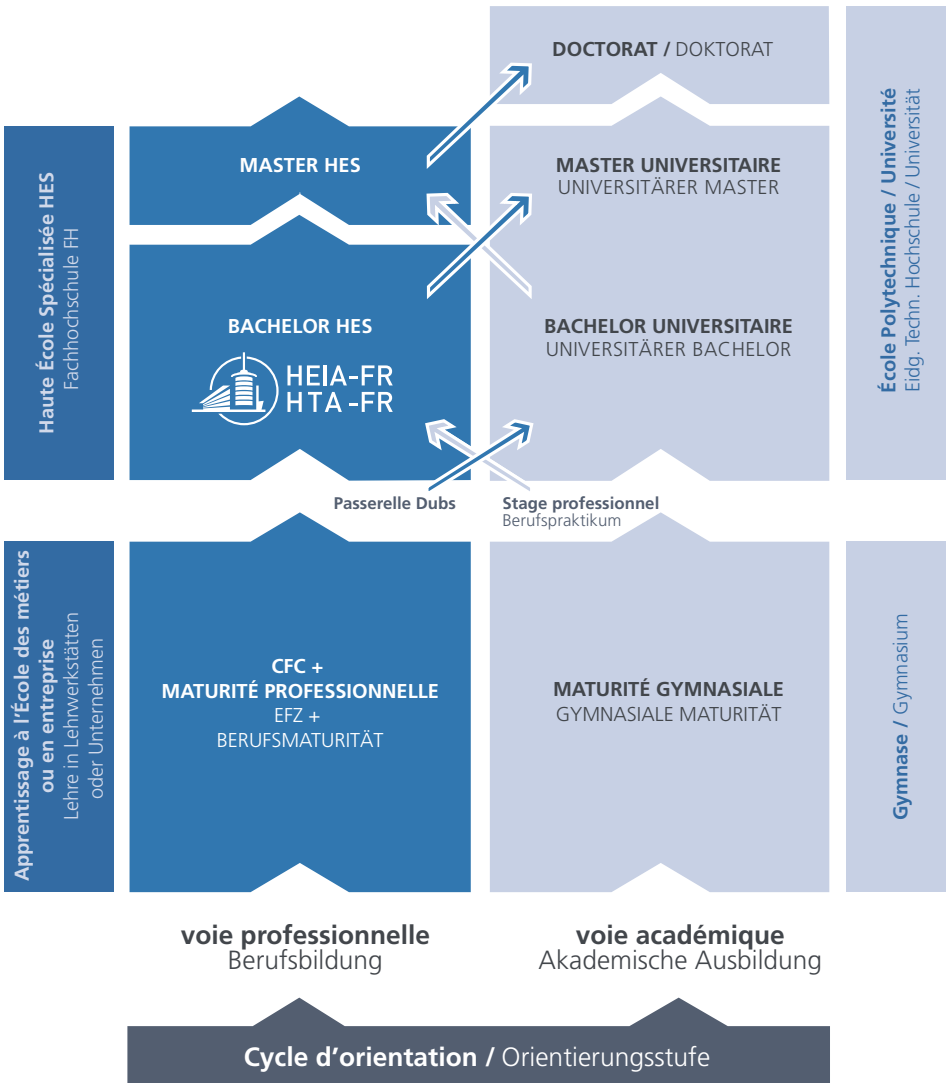 DOCTORAT / DOKTORAT
MASTER HES
MASTER UNIVERSITAIRE
UNIVERSITÄRER MASTER
Haute École Spécialisée HES
Fachhochschule FH
École Polytechnique / Université
Eidg. Techn. Hochschule / Universität
BACHELOR HES
HEIA-FR
HTA-FR
BACHELOR UNIVERSITAIRE
UNIVERSITÄRER BACHELOR
Passerelle Dubs
Stage professionnel
Berufspraktikum
Apprentissage à l'École des métiers
ou en entreprise
Lehre in Lehrwerkstätten
oder Unternehmen
CFC +
MATURITÉ PROFESSIONNELLE
EFZ +
BERUFSMATURITÄT
MATURITÉ GYMNASIALE
GYMNASIALE MATURITÄT
Gymnase / Gymnasium
voie professionnelle
Berufsbildung
voie académique
Akademische Ausbildung
Cycle d'orientation / Orientierungsstufe